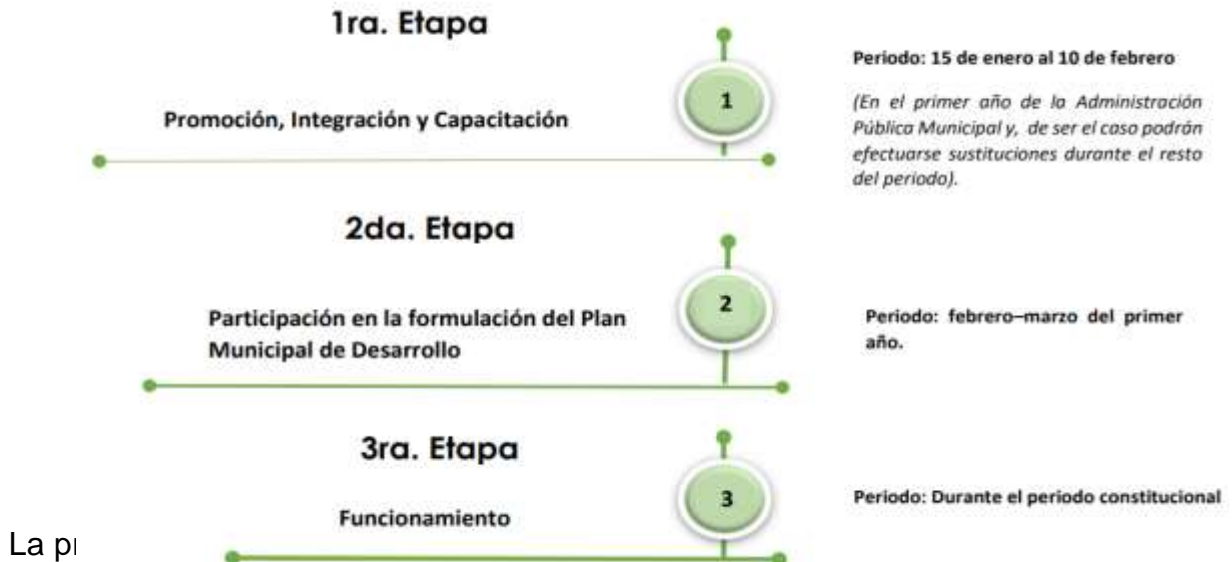 1ra. Etapa
Promoción, Integración y Capacitación
1
Periodo: 15 de enero al 10 de febrero
(En el primer año de la Administración
Pública Municipal y, de ser el caso podrán
efectuarse sustituciones durante el resto
del periodo).
2da. Etapa
Participación en la formulación del Plan
Municipal de Desarrollo
2
Periodo: febrero–marzo del primer
año.
3ra. Etapa
Funcionamiento
3
Periodo: Durante el periodo constitucional
La